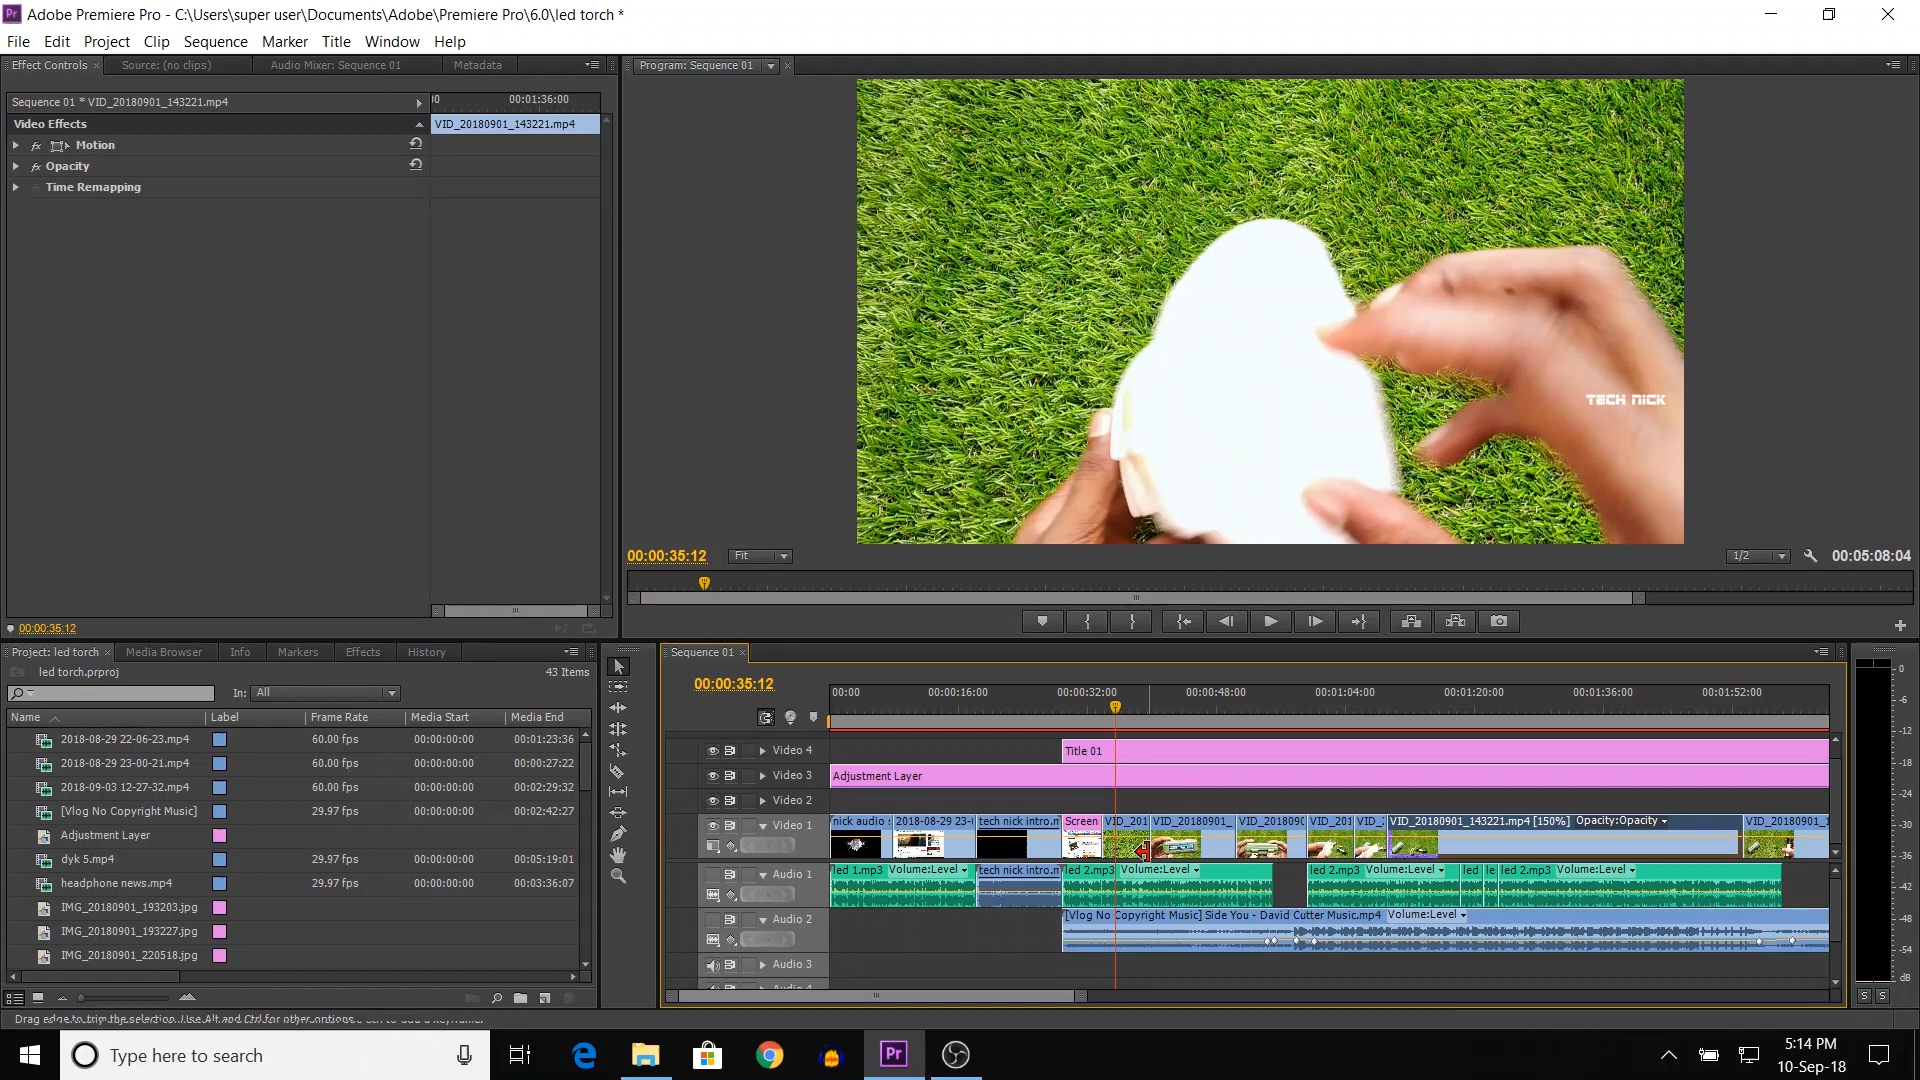 Adobe Premiere Pro - C:\Users\super user\Documents\Adobe\Premiere Pro\6.0\led torch *
File Edit Project Clip Sequence Marker Title Window Help
Effect Controls Source: (no clips) Audio Mixer: Sequence 01 Metadata
Program: Sequence 01
Sequence 01 * VID_20180901_143221.mp4
00:01:36:00
Video Effects
VID_20180901_143221.mp4
Motion
Opacity
Time Remapping
TECH NICK
00:00:35:12
Fit
1/2
00:05:08:04
00:00:35:12
Project: led torch Media Browser Info Markers Effects History
led torch.prproj
43 Items
In: All
Name Label Frame Rate Media Start Media End
2018-08-29 22-06-23.mp4 60.00 fps 00:00:00:00 00:01:23:36
2018-08-29 23-00-21.mp4 60.00 fps 00:00:00:00 00:00:27:22
2018-09-03 12-27-32.mp4 60.00 fps 00:00:00:00 00:02:29:32
[Vlog No Copyright Music] 29.97 fps 00:00:00:00 00:02:42:27
Adjustment Layer
dyk 5.mp4 29.97 fps 00:00:00:00 00:05:19:01
headphone news.mp4 29.97 fps 00:00:00:00 00:03:36:07
IMG_20180901_193203.jpg
IMG_20180901_193227.jpg
IMG_20180901_220518.jpg
Sequence 01
00:00:35:12
00:00 00:00:16:00 00:00:32:00 00:00:48:00 00:01:04:00 00:01:20:00 00:01:36:00 00:01:52:00
Video 4
Title 01
Video 3
Adjustment Layer
Video 2
Video 1
nick audio 2018-08-29 23- tech nick intro.m Screen VID_201 VID_20180901_ VID_2018090 VID_201 VID_ VID_20180901_143221.mp4 [150%] Opacity:Opacity VID_20180901_1
Audio 1
led 1.mp3 Volume:Level tech nick intro.m led 2.mp3 Volume:Level led 2.mp3 Volume:Level led le led 2.mp3 Volume:Level
Audio 2
[Vlog No Copyright Music] Side You - David Cutter Music.mp4 Volume:Level
Audio 3
0
-6
-12
-18
-24
-30
-36
-42
-48
-54
dB
S S
Drag edge to trim the selection. Use Alt and Ctrl for other options.
Type here to search
5:14 PM
10-Sep-18